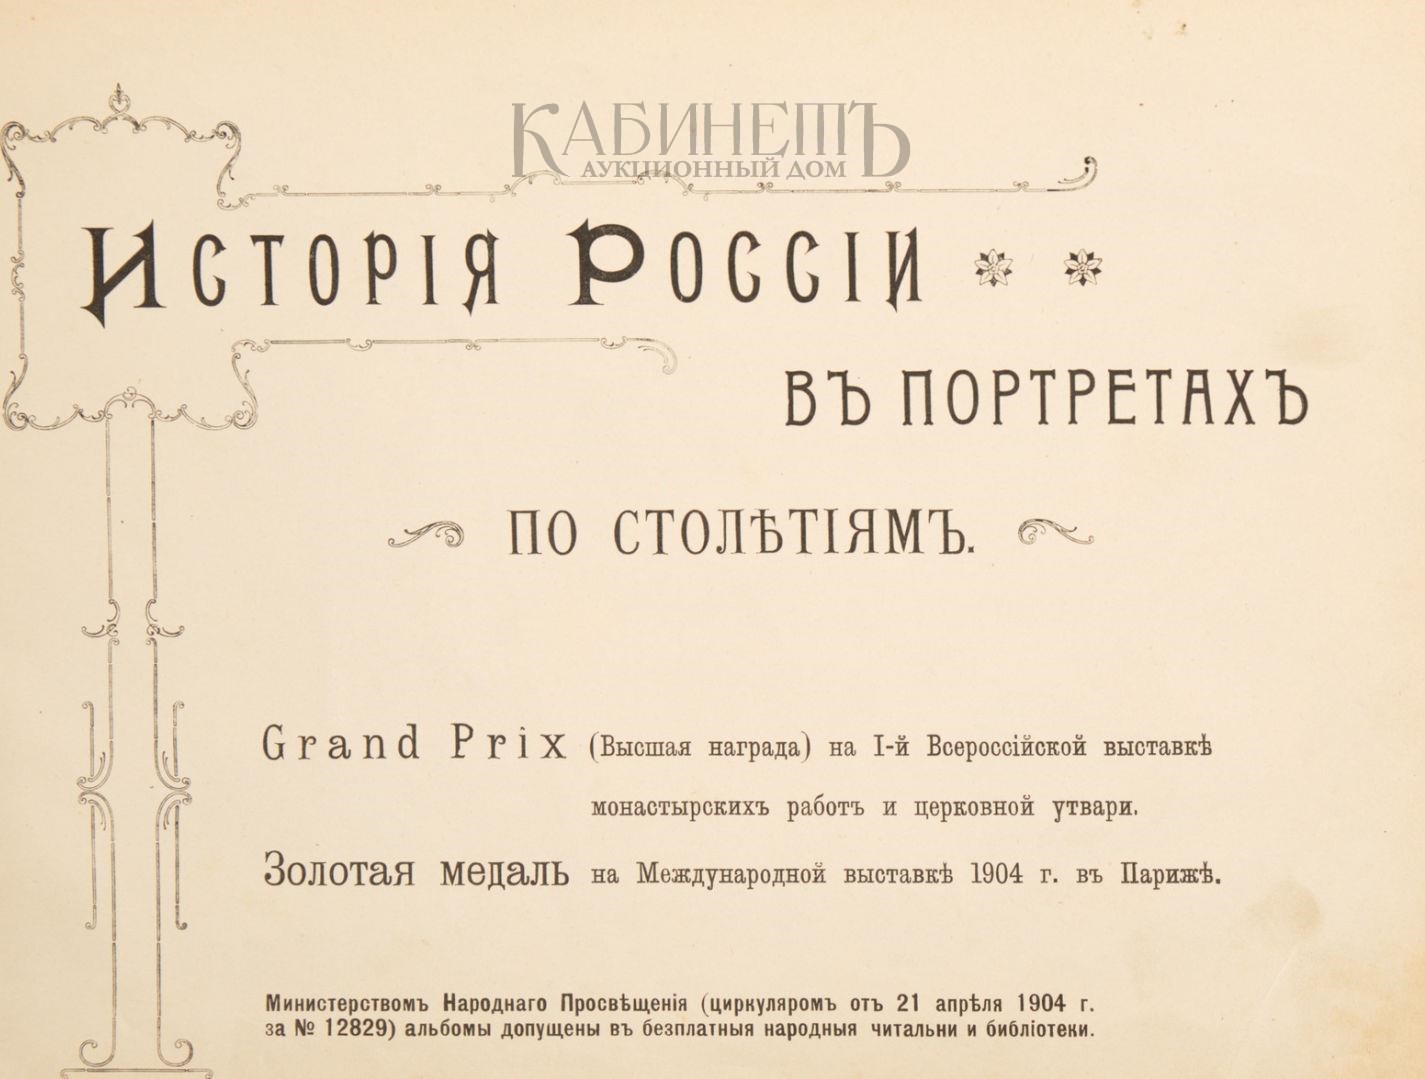 КАБИНЕТЪ
АУКЦИОННЫЙ ДОМ
Исторія Россіи
въ портретахъ
по столѣтіямъ.
Grand Prix (Высшая награда) на I-й Всероссійской выставкѣ
монастырскихъ работъ и церковной утвари.
Золотая медаль на Международной выставкѣ 1904 г. въ Парижѣ.
Министерствомъ Народнаго Просвѣщенія (циркуляромъ отъ 21 апрѣля 1904 г.
за № 12829) альбомы допущены въ безплатныя народныя читальни и библіотеки.